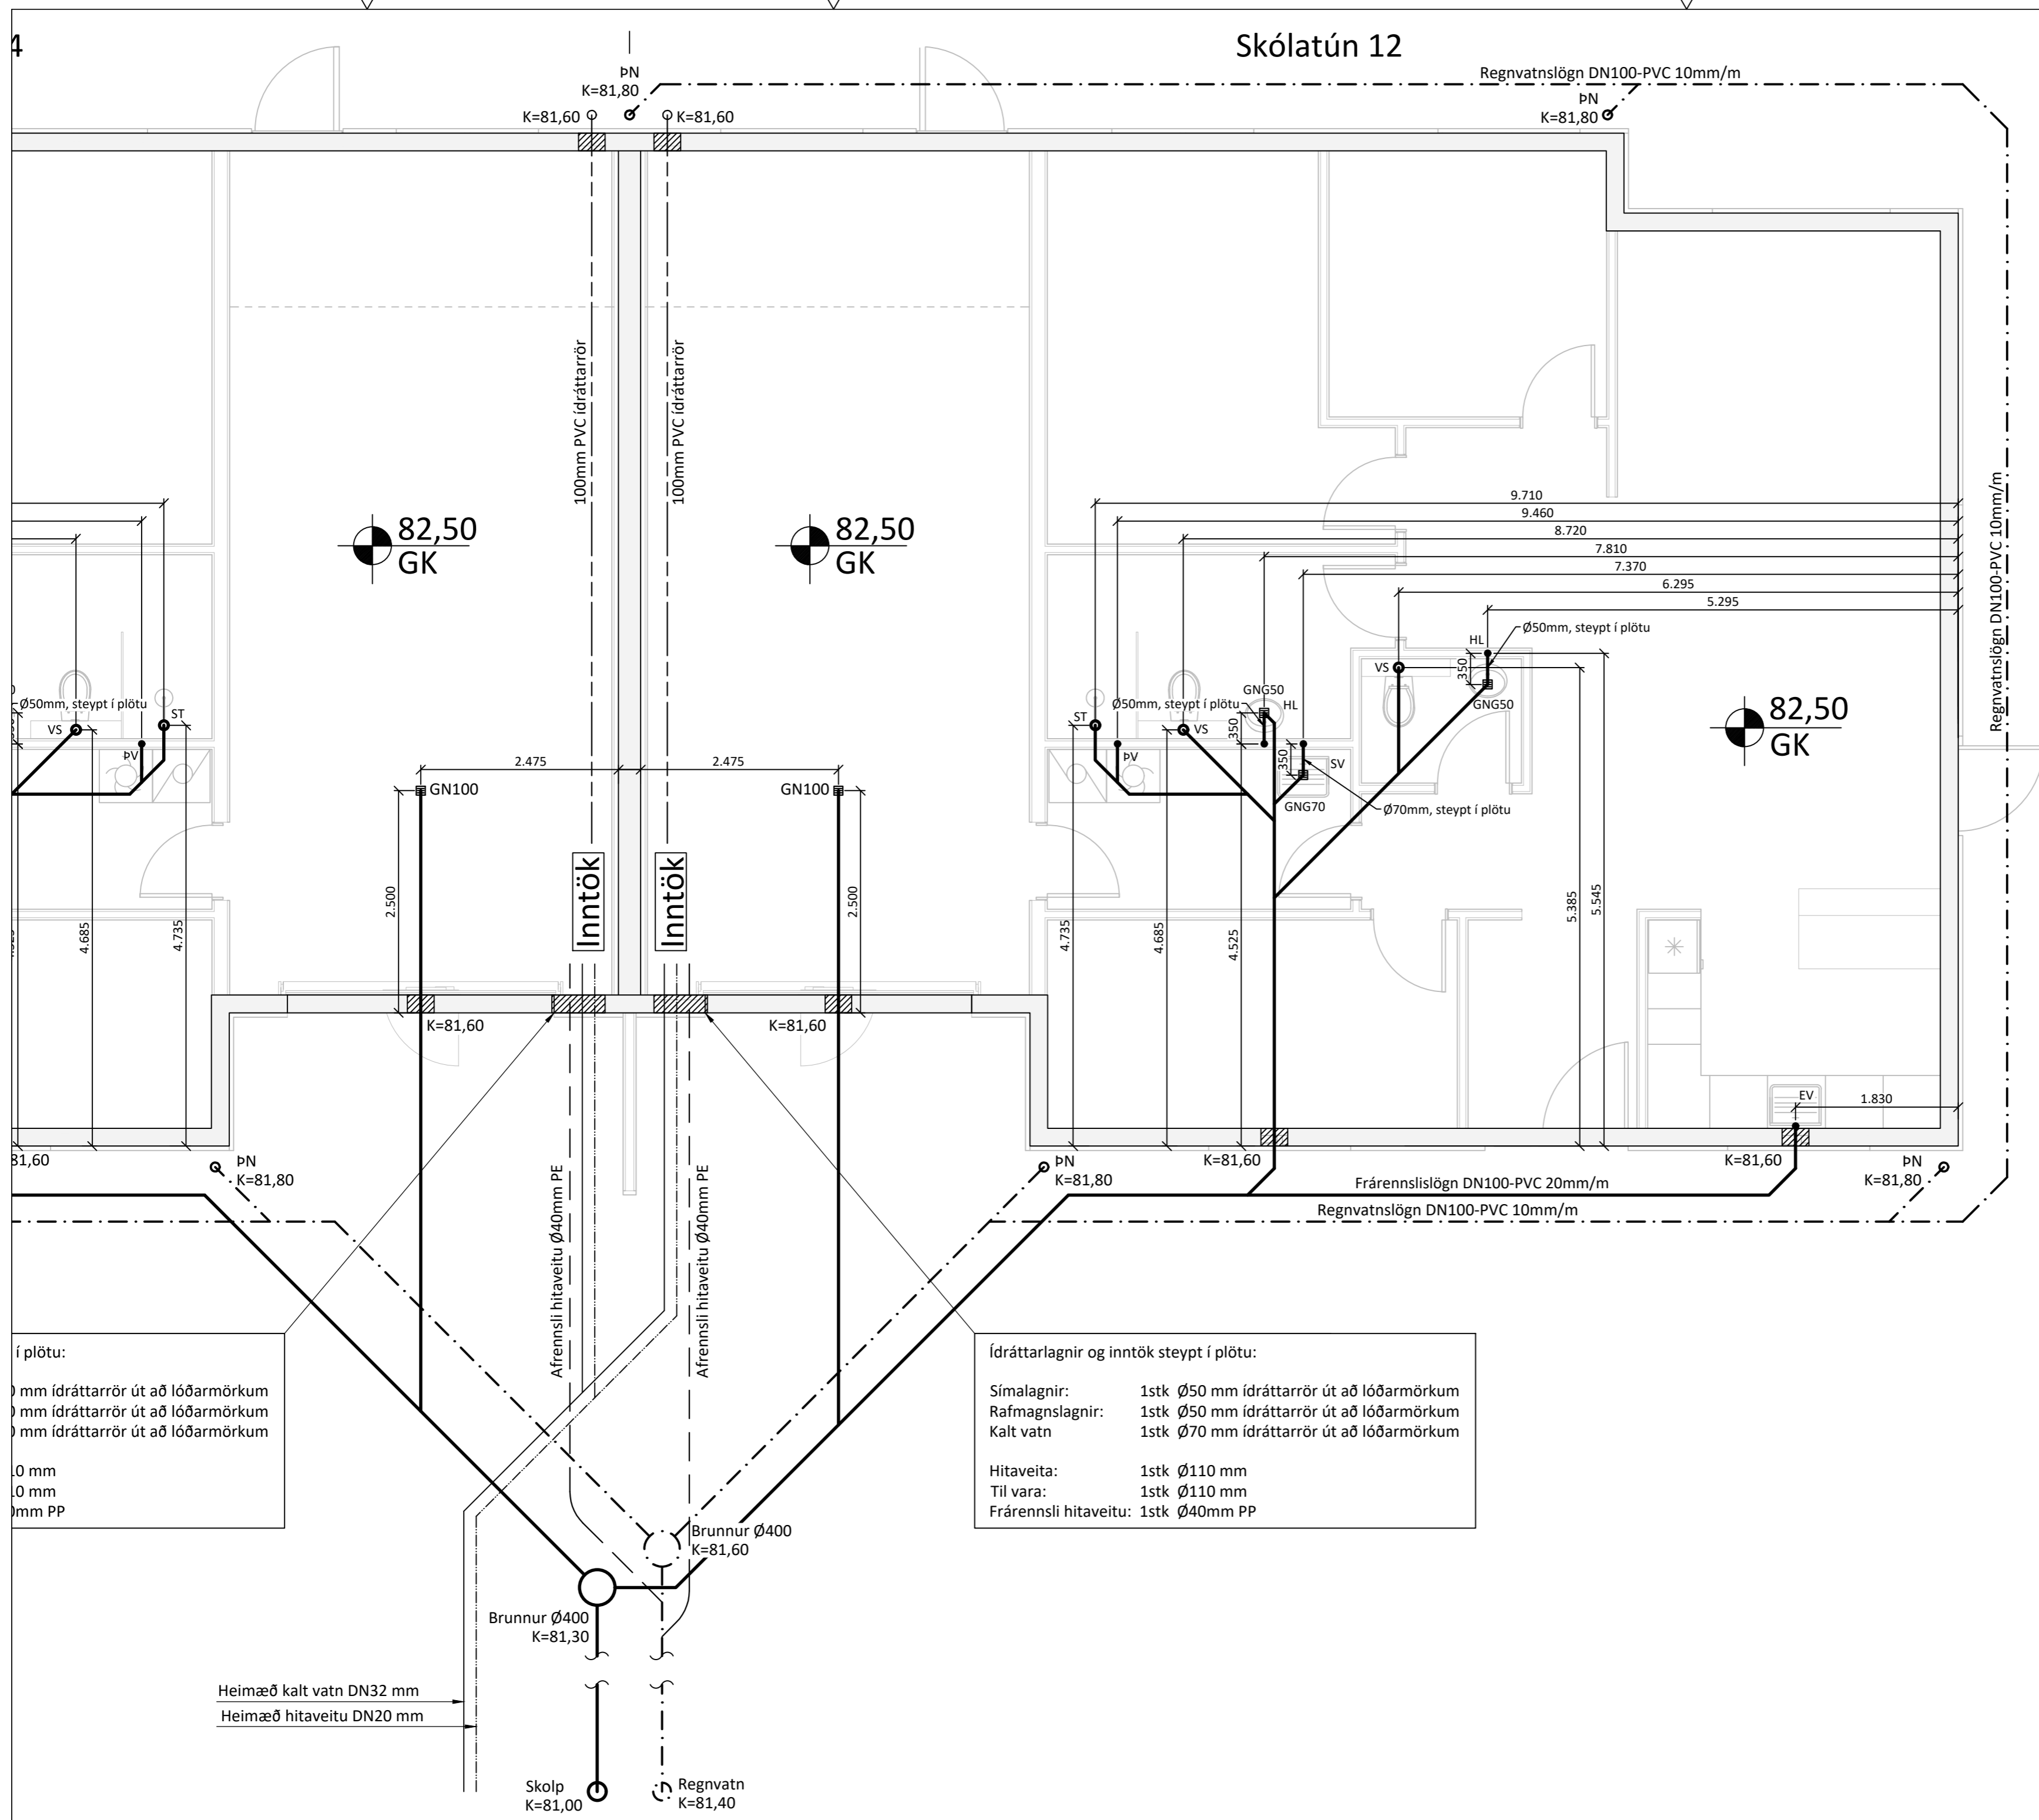 4
Skólatún 12
ÞN
K=81,80
Regnvatnslögn DN100-PVC 10mm/m
ÞN
K=81,80
K=81,60
K=81,60
100mm PVC ídráttarrör
100mm PVC ídráttarrör
Regnvatnslögn DN100-PVC 10mm/m
82,50
GK
82,50
GK
9.710
9.460
8.720
7.810
7.370
6.295
5.295
Ø50mm, steypt í plötu
HL
VS
350
GNG50
82,50
GK
Ø50mm, steypt í plötu
ST
VS
ÞV
GNG50
HL
Ø50mm, steypt í plötu
ST
VS
ÞV
350
350
SV
GNG70
Ø70mm, steypt í plötu
2.475
2.475
GN100
GN100
2.500
2.500
Inntök
Inntök
4.685
4.735
4.735
4.685
4.525
5.385
5.545
EV
1.830
K=81,60
K=81,60
81,60
ÞN
K=81,80
ÞN
K=81,80
K=81,60
K=81,60
ÞN
K=81,80
Frárennslislögn DN100-PVC 20mm/m
Regnvatnslögn DN100-PVC 10mm/m
Afrennsli hitaveitu Ø40mm PE
Afrennsli hitaveitu Ø40mm PE
í plötu:
mm ídráttarrör út að lóðarmörkum
mm ídráttarrör út að lóðarmörkum
mm ídráttarrör út að lóðarmörkum
0 mm
0 mm
mm PP
Ídráttarlagnir og inntök steypt í plötu:
Símalagnir: 1stk Ø50 mm ídráttarrör út að lóðarmörkum
Rafmagnslagnir: 1stk Ø50 mm ídráttarrör út að lóðarmörkum
Kalt vatn 1stk Ø70 mm ídráttarrör út að lóðarmörkum
Hitaveita: 1stk Ø110 mm
Til vara: 1stk Ø110 mm
Frárennsli hitaveitu: 1stk Ø40mm PP
Brunnur Ø400
K=81,60
Brunnur Ø400
K=81,30
Heimæð kalt vatn DN32 mm
Heimæð hitaveitu DN20 mm
Skolp
K=81,00
Regnvatn
K=81,40